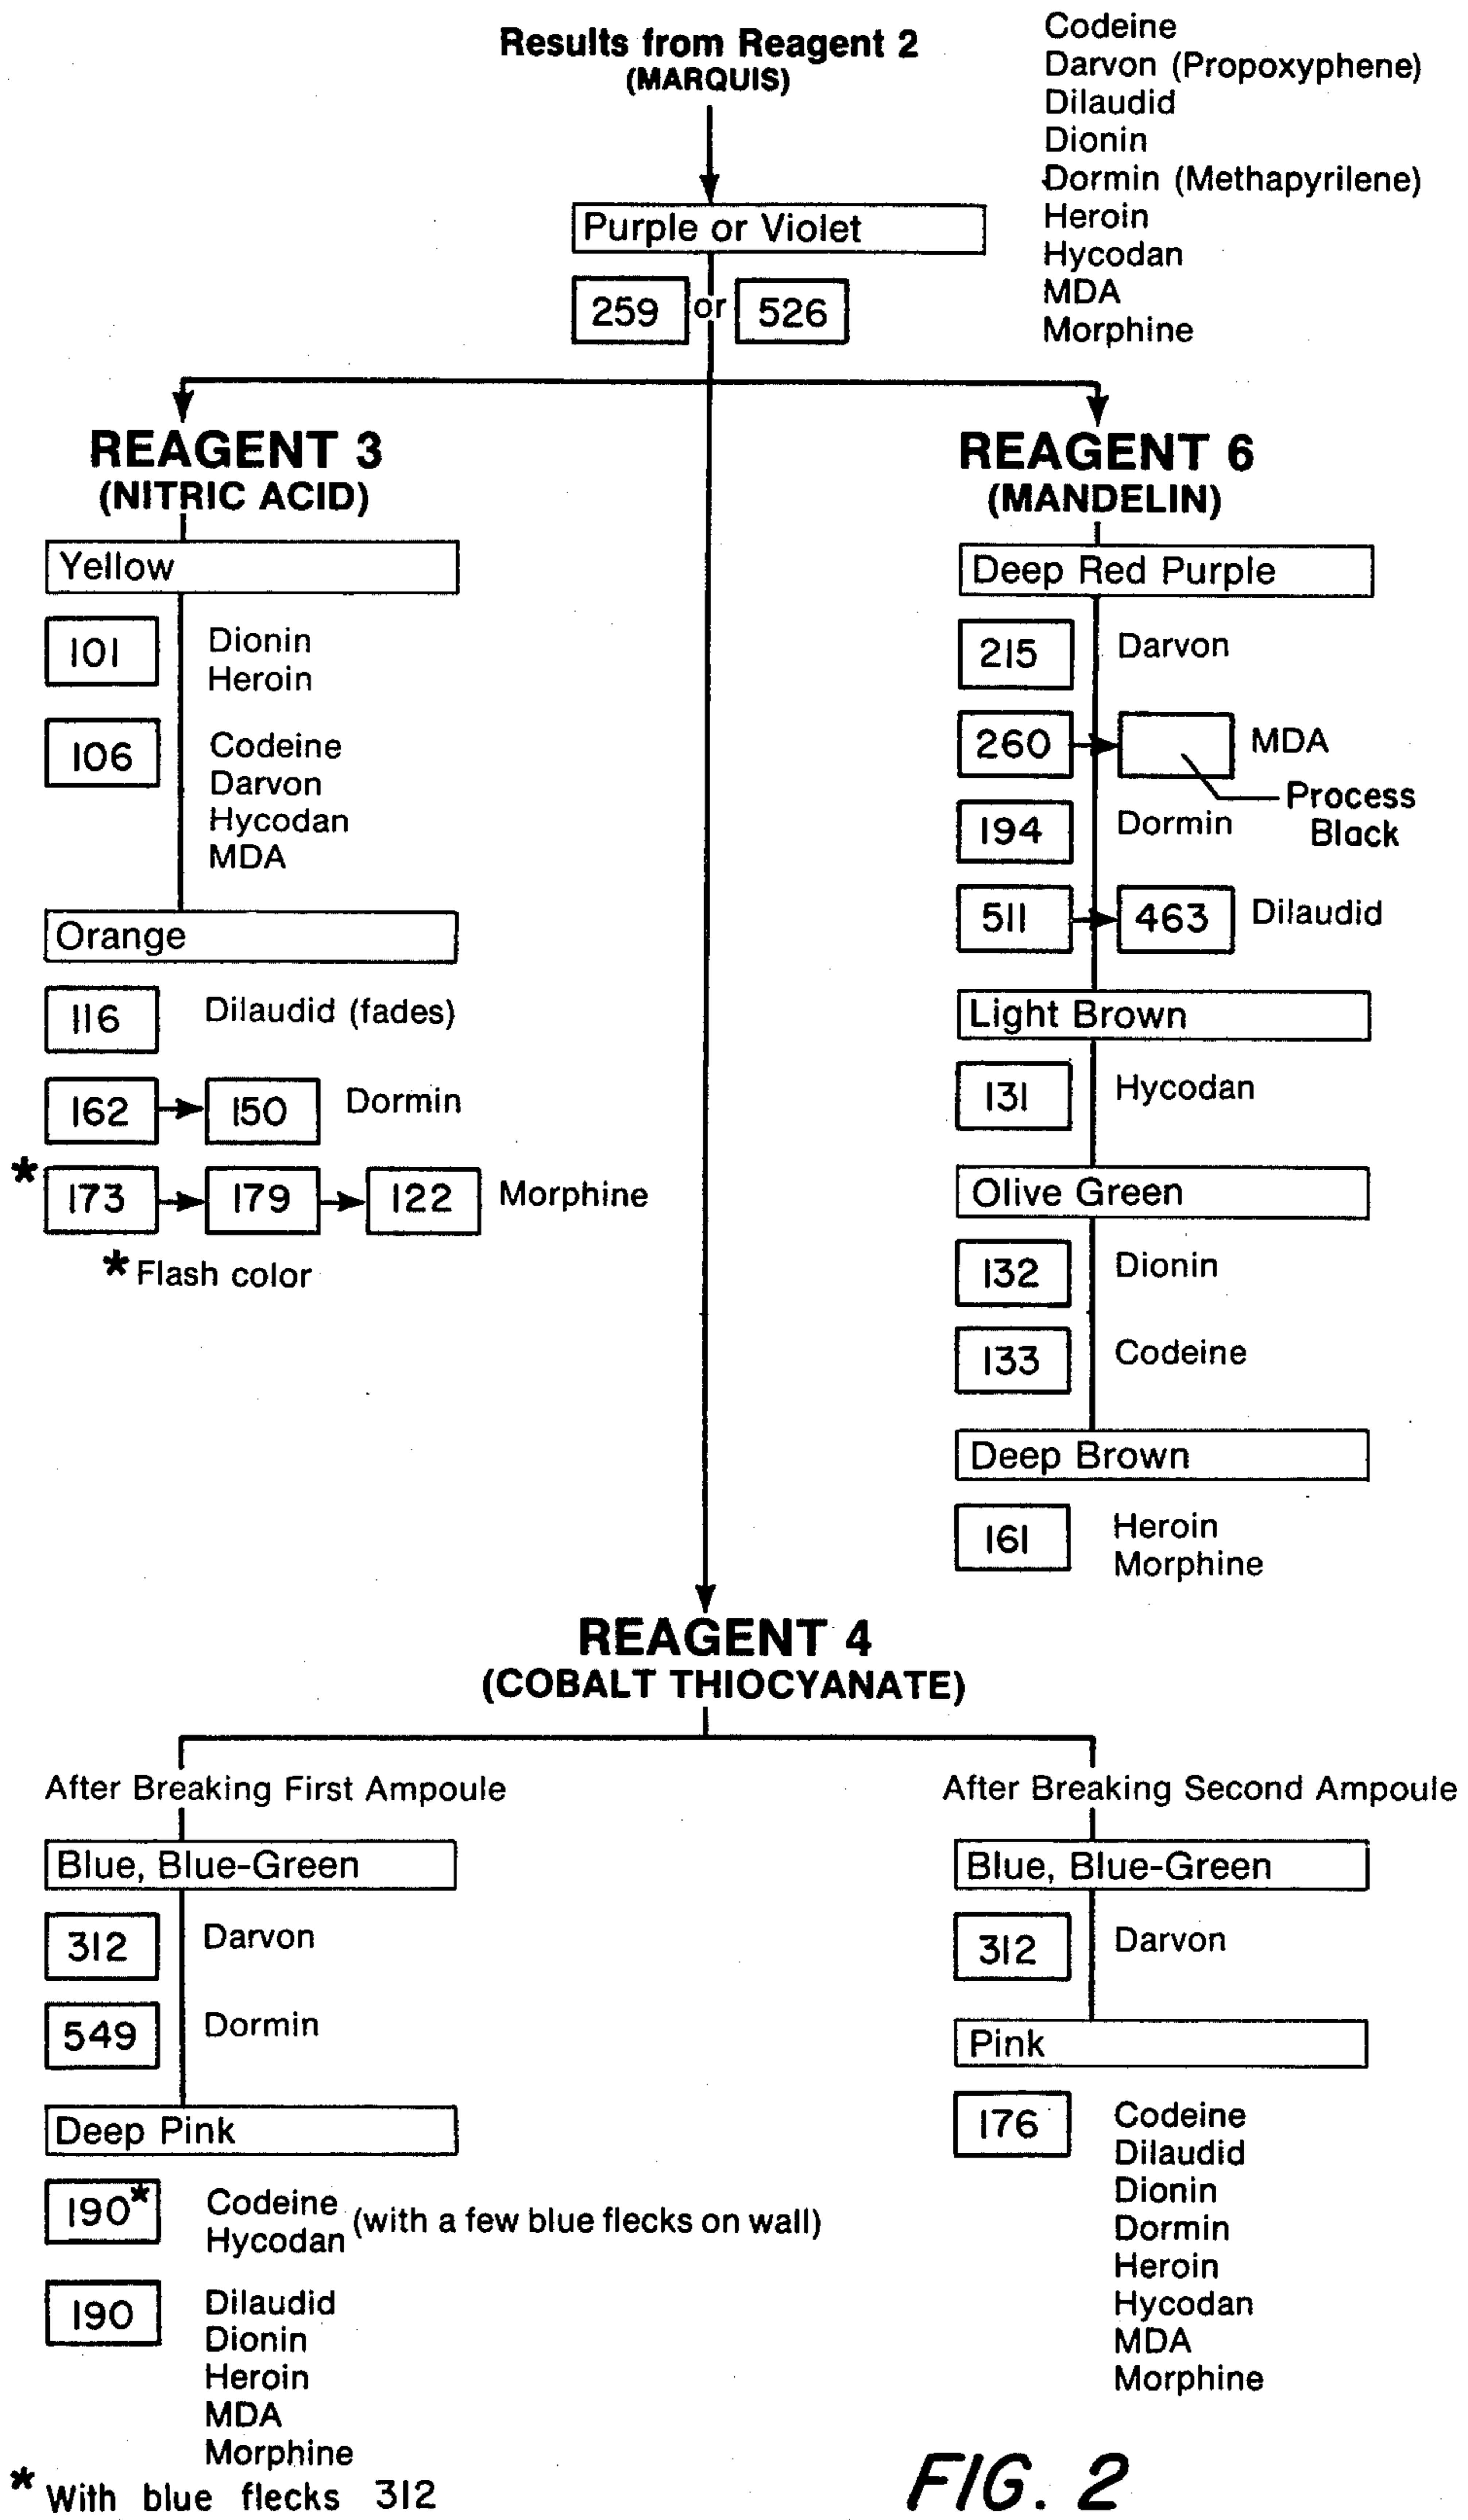 Results from Reagent 2
(MARQUIS)
Codeine
Darvon (Propoxyphene)
Dilaudid
Dionin
Dormin (Methapyrilene)
Heroin
Hycodan
MDA
Morphine
Purple or Violet
259 or 526
REAGENT 3
(NITRIC ACID)
Yellow
101 Dionin
Heroin
106 Codeine
Darvon
Hycodan
MDA
Orange
116 Dilaudid (fades)
162 150 Dormin
* 173 179 122 Morphine
* Flash color
REAGENT 6
(MANDELIN)
Deep Red Purple
215 Darvon
260 MDA
Process
Black
194 Dormin
511 463 Dilaudid
Light Brown
131 Hycodan
Olive Green
132 Dionin
133 Codeine
Deep Brown
161 Heroin
Morphine
REAGENT 4
(COBALT THIOCYANATE)
After Breaking First Ampoule
Blue, Blue-Green
312 Darvon
549 Dormin
Deep Pink
190* Codeine
Hycodan (with a few blue flecks on wall)
190 Dilaudid
Dionin
Heroin
MDA
Morphine
* With blue flecks 312
After Breaking Second Ampoule
Blue, Blue-Green
312 Darvon
Pink
176 Codeine
Dilaudid
Dionin
Dormin
Heroin
Hycodan
MDA
Morphine
FIG. 2